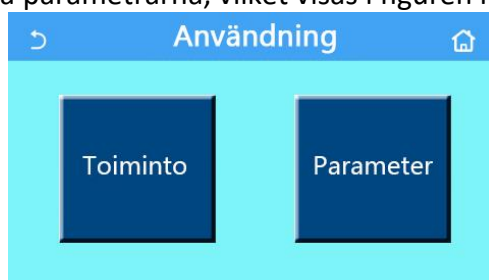 parametrarna, vilket visas i figuren
Användning
Toiminto
Parameter